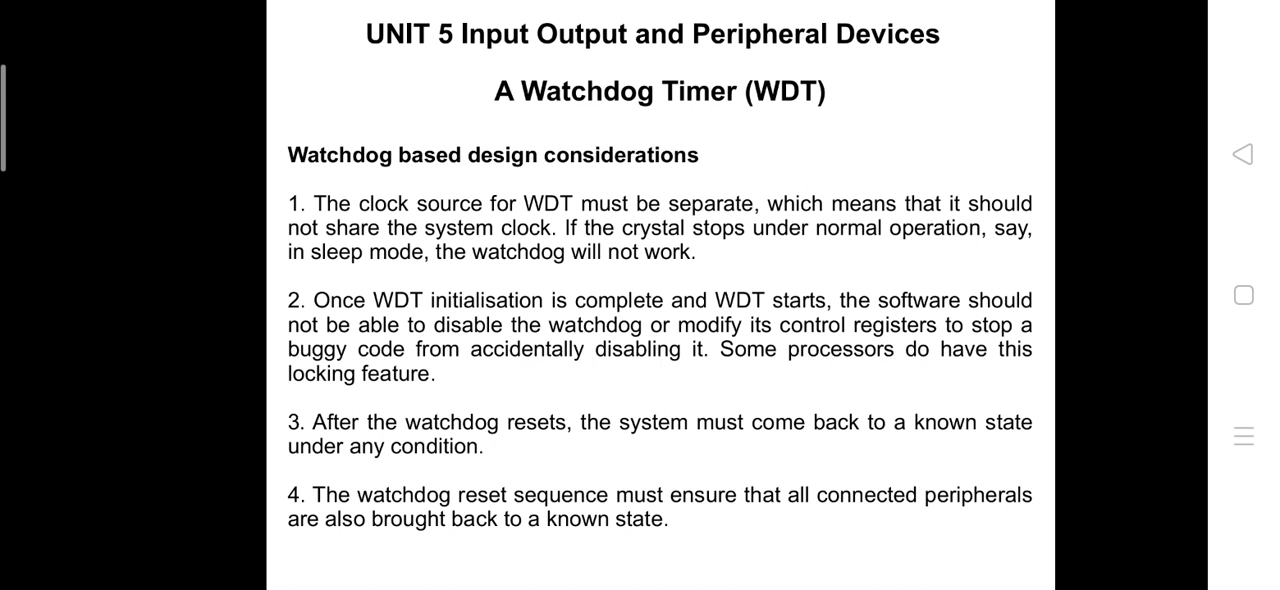 UNIT 5 Input Output and Peripheral Devices
A Watchdog Timer (WDT)
Watchdog based design considerations
1. The clock source for WDT must be separate, which means that it should
not share the system clock. If the crystal stops under normal operation, say,
in sleep mode, the watchdog will not work.
2. Once WDT initialisation is complete and WDT starts, the software should
not be able to disable the watchdog or modify its control registers to stop a
buggy code from accidentally disabling it. Some processors do have this
locking feature.
3. After the watchdog resets, the system must come back to a known state
under any condition.
4. The watchdog reset sequence must ensure that all connected peripherals
are also brought back to a known state.